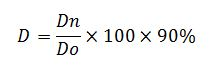 D = Dn/Do × 100 × 90%